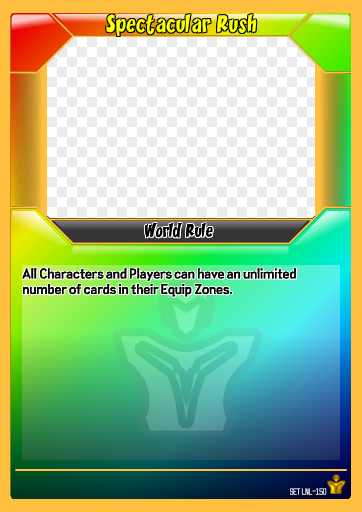 Spectacular Rush
World Rule
All Characters and Players can have an unlimited
number of cards in their Equip Zones.
SET LNL-150